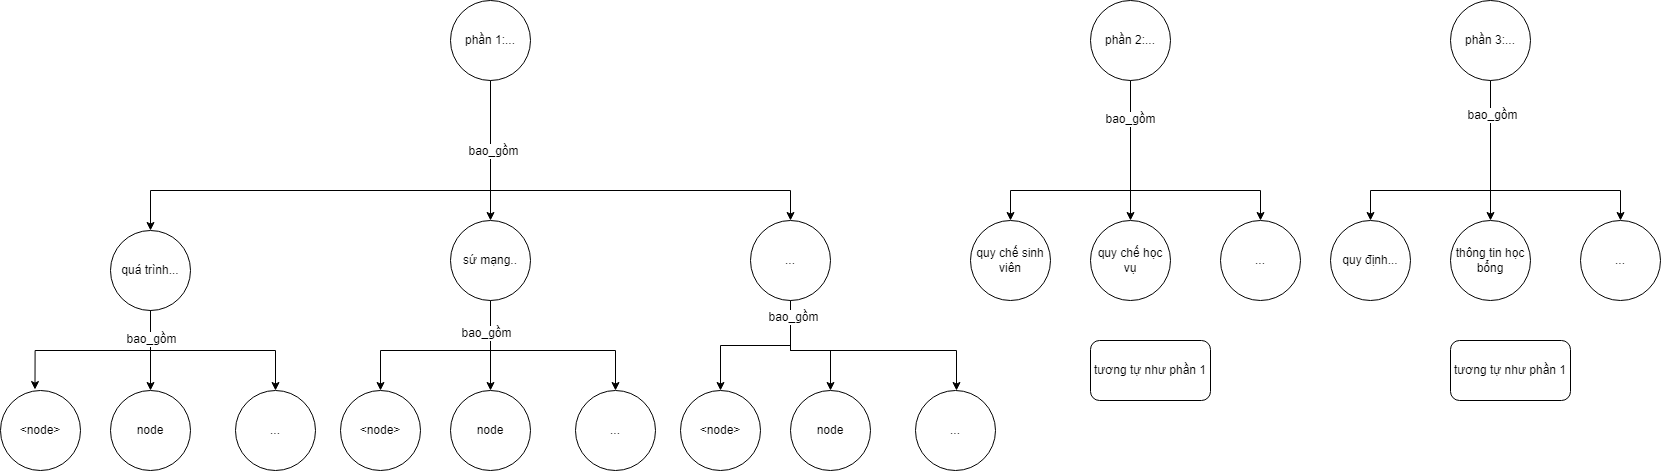 phần 1:...
phần 2:...
phần 3:...
bao_gồm
bao_gồm
bao_gồm
quá trình...
sứ mạng..
...
quy chế sinh
viên
quy chế học
vụ
...
quy định...
thông tin học
bổng
...
bao_gồm
bao_gồm
bao_gồm
tương tự như phần 1
tương tự như phần 1
<node>
node
...
<node>
node
...
<node>
node
...